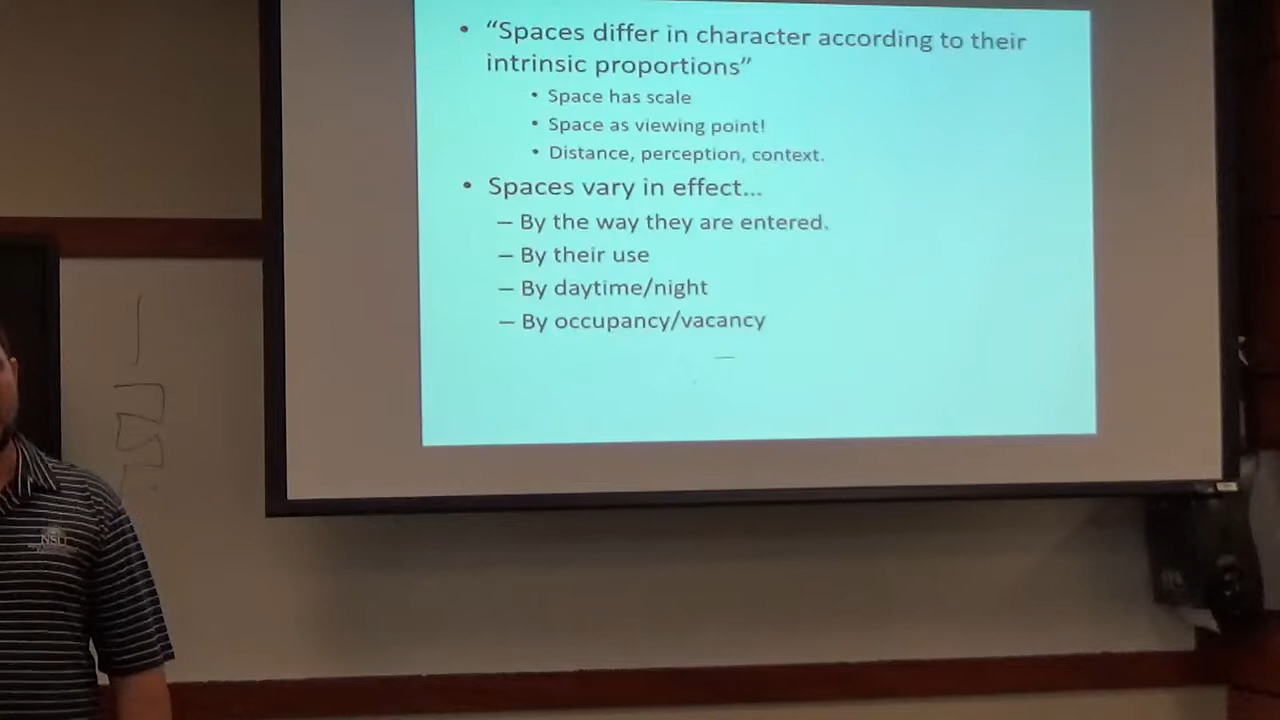 • “Spaces differ in character according to their
intrinsic proportions”
• Space has scale
• Space as viewing point!
• Distance, perception, context.
• Spaces vary in effect...
– By the way they are entered.
– By their use
– By daytime/night
– By occupancy/vacancy
–
NSU